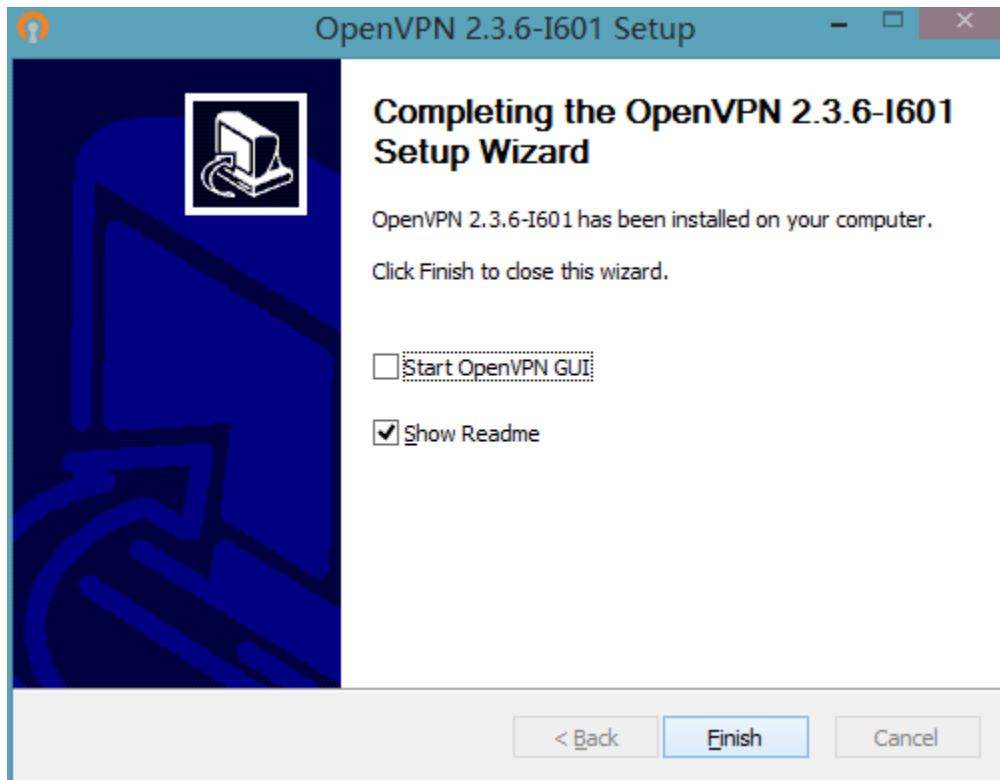 OpenVPN 2.3.6-I601 Setup
Completing the OpenVPN 2.3.6-I601
Setup Wizard
OpenVPN 2.3.6-I601 has been installed on your computer.
Click Finish to close this wizard.
Start OpenVPN GUI
Show Readme
< Back
Finish
Cancel